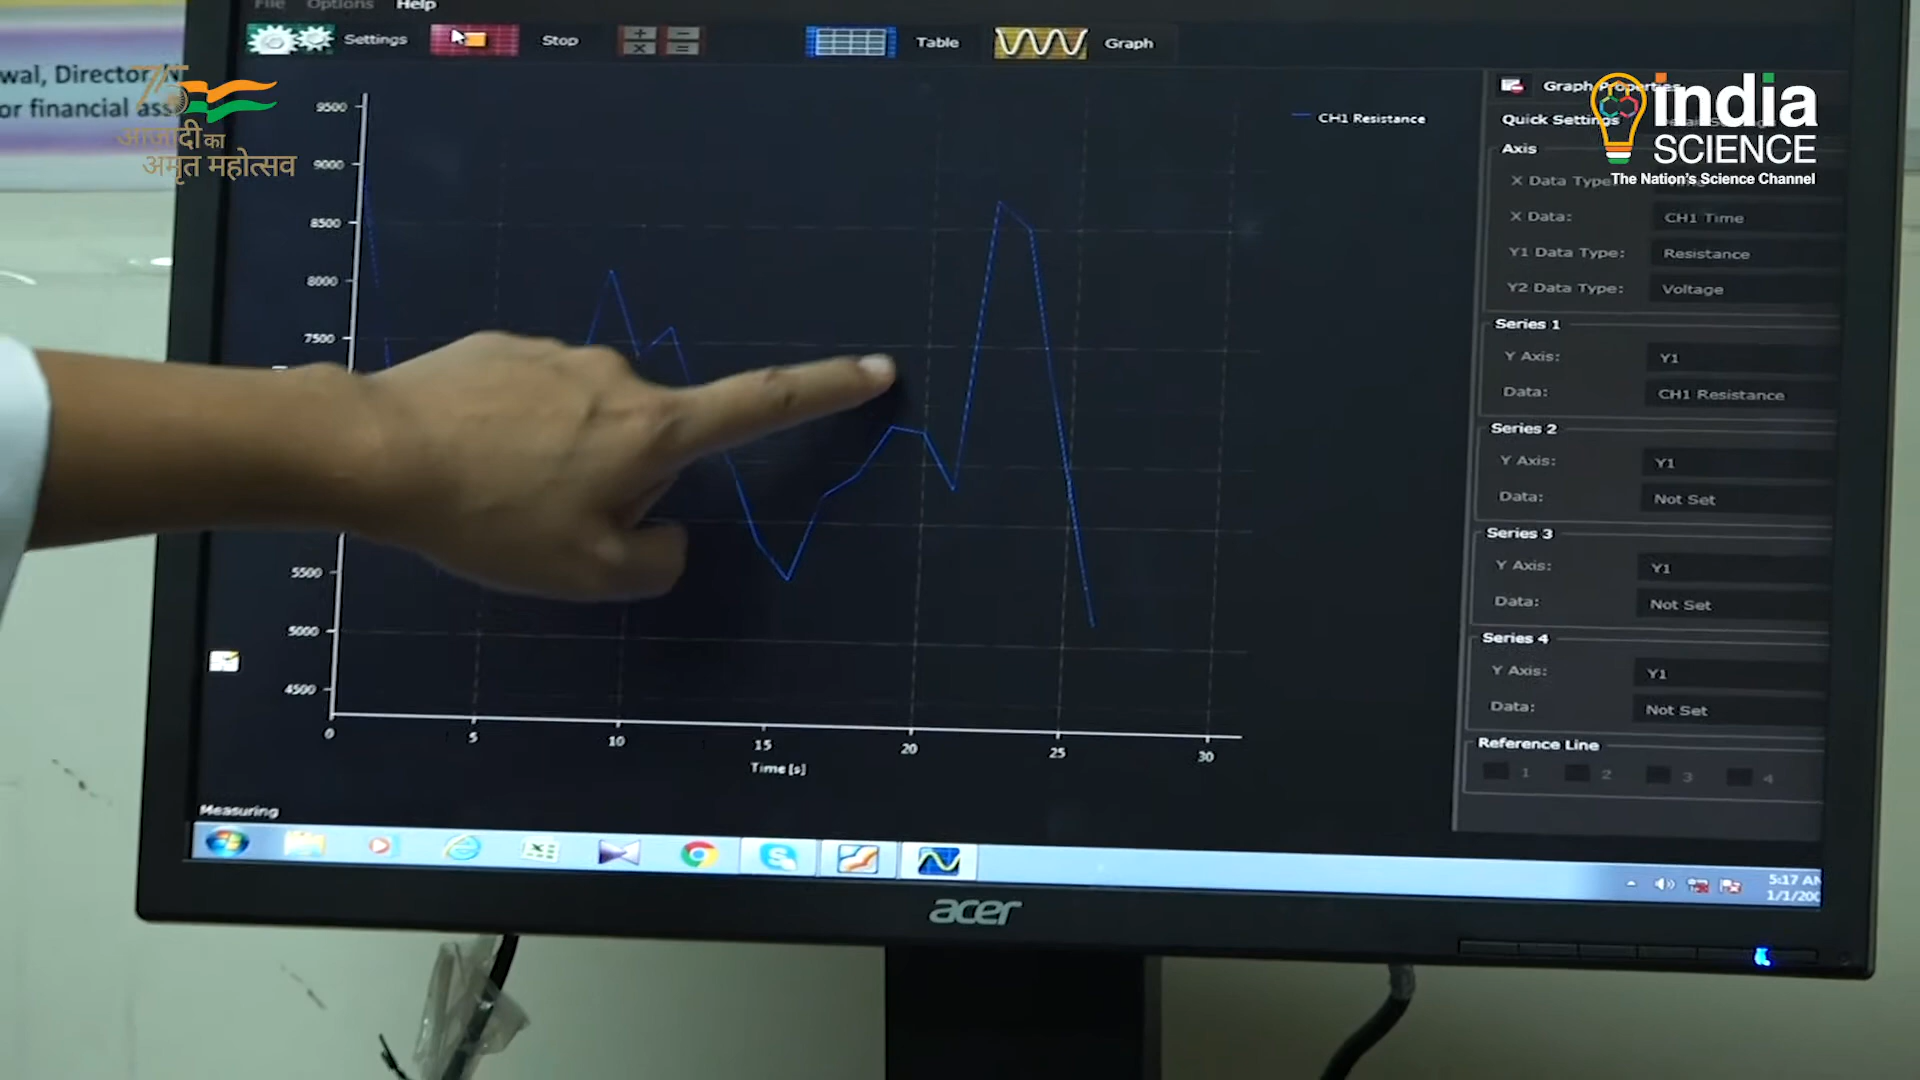 File Options Help
Settings Stop Table Graph
wal, Director, N
or financial ass
75
आज़ादी का
अमृत महोत्सव
india
SCIENCE
The Nation's Science Channel
CH1 Resistance
9500
9000
8500
8000
7500
5500
5000
4500
0 5 10 15 20 25 30
Time [s]
Graph Properties
Quick Settings
Axis
X Data Type:
X Data: CH1 Time
Y1 Data Type: Resistance
Y2 Data Type: Voltage
Series 1
Y Axis: Y1
Data: CH1 Resistance
Series 2
Y Axis: Y1
Data: Not Set
Series 3
Y Axis: Y1
Data: Not Set
Series 4
Y Axis: Y1
Data: Not Set
Reference Line
1 2 3 4
Measuring
5:17 AM
1/1/200
acer